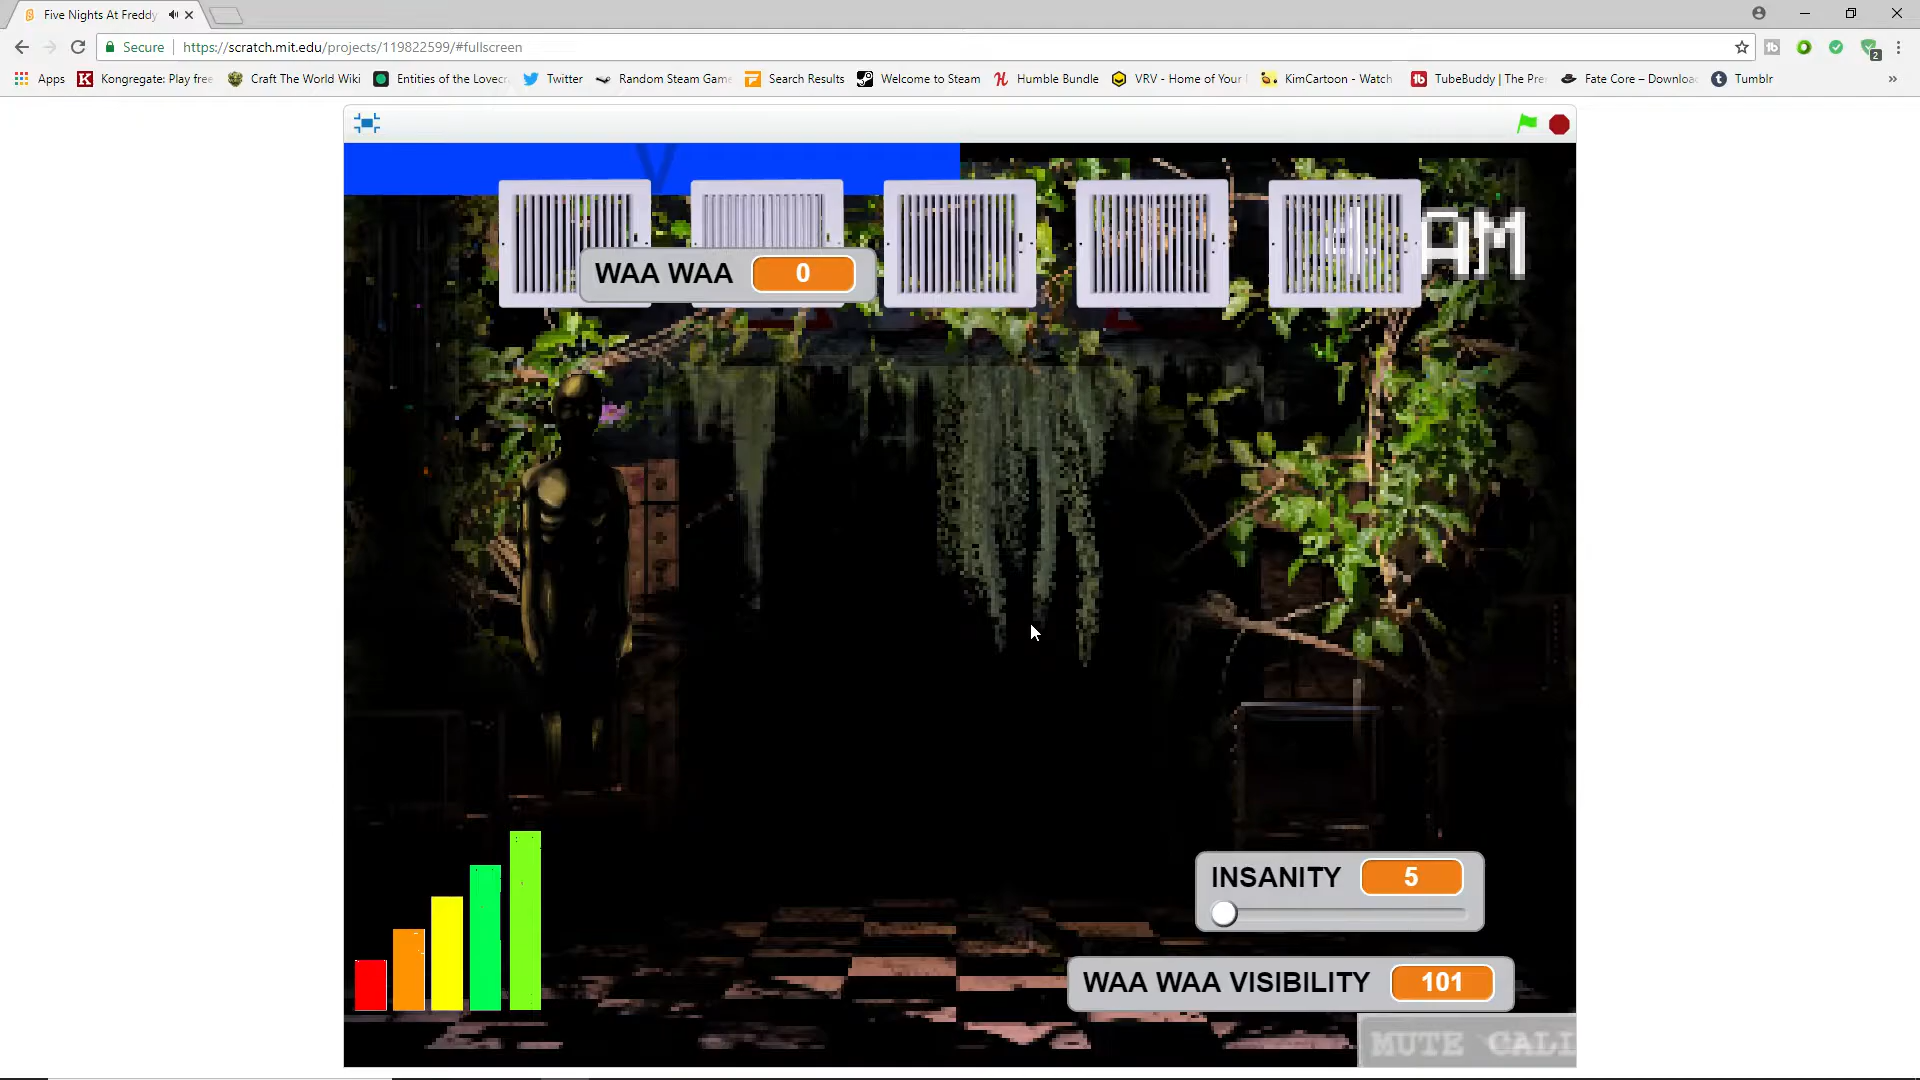 Five Nights At Freddy
Secure https://scratch.mit.edu/projects/119822599/#fullscreen
Apps Kongregate: Play free Craft The World Wiki Entities of the Lovecr Twitter Random Steam Game Search Results Welcome to Steam Humble Bundle VRV - Home of Your KimCartoon - Watch TubeBuddy | The Pre Fate Core – Downloa Tumblr
V
AM
WAA WAA 0
INSANITY 5
WAA WAA VISIBILITY 101
MUTE CALL